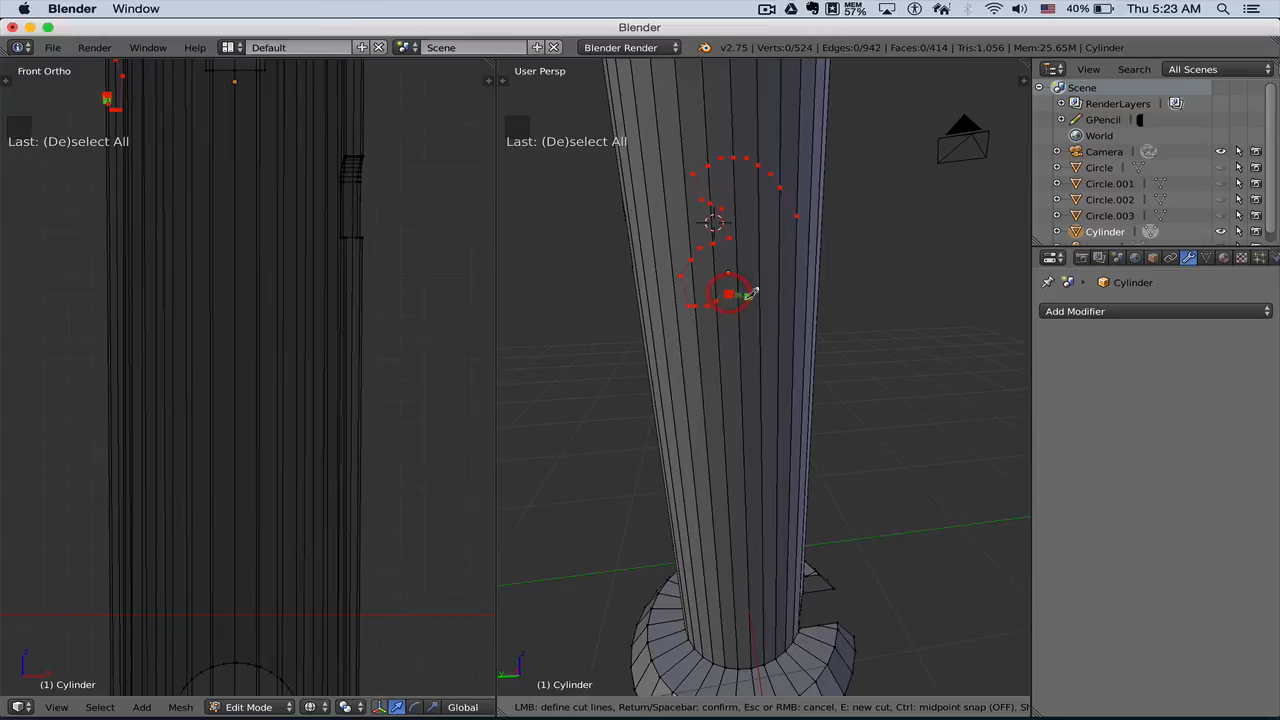 Blender Window MEM 57% 40% Thu 5:23 AM
Blender
File Render Window Help Default Scene Blender Render v2.75 | Verts:0/524 | Edges:0/942 | Faces:0/414 | Tris:1,056 | Mem:25.65M | Cylinder
Front Ortho
Last: (De)select All
(1) Cylinder
User Persp
Last: (De)select All
(1) Cylinder
View Search All Scenes
Scene
RenderLayers
GPencil
World
Camera
Circle
Circle.001
Circle.002
Circle.003
Cylinder
Cylinder
Add Modifier
View Select Add Mesh Edit Mode Global
LMB: define cut lines, Return/Spacebar: confirm, Esc or RMB: cancel, E: new cut, Ctrl: midpoint snap (OFF),